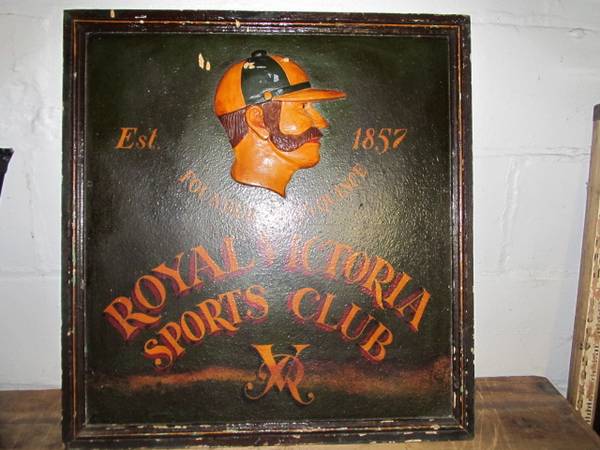 Est. 1857
ROYAL VICTORIA
SPORTS CLUB
VR